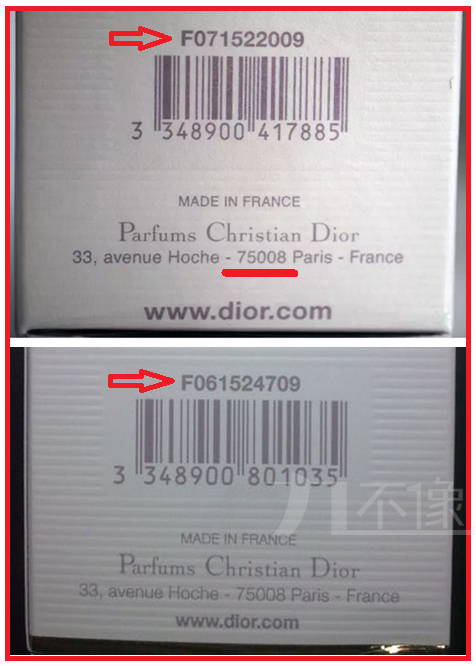 F071522009
3 348900 417885
MADE IN FRANCE
Parfums Christian Dior
33, avenue Hoche - 75008 Paris - France
www.dior.com
F061524709
3 348900 801035
不像
MADE IN FRANCE
Parfums Christian Dior
33, avenue Hoche - 75008 Paris - France
www.dior.com